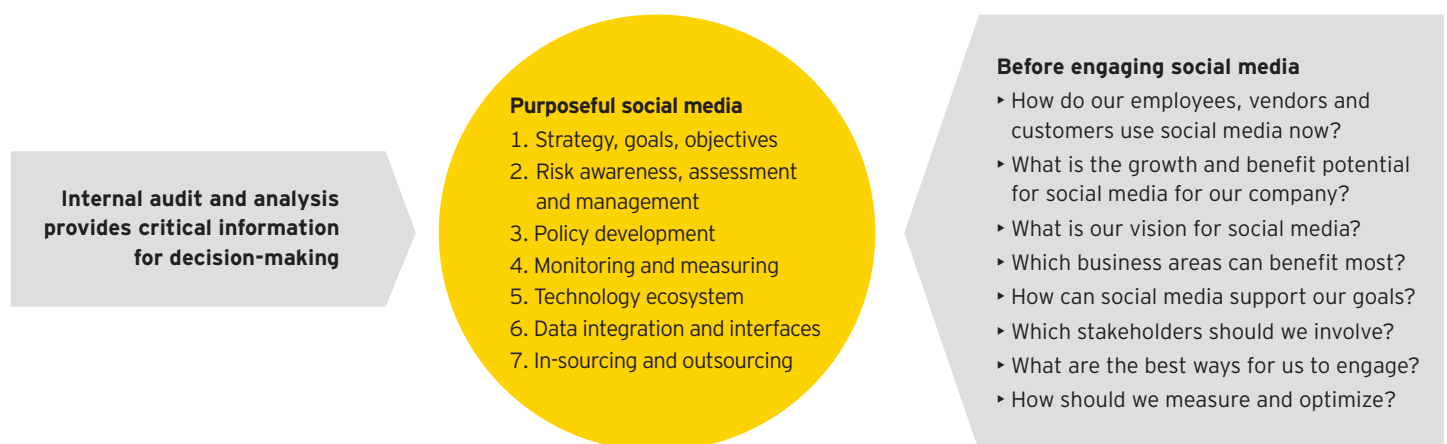 Internal audit and analysis
provides critical information
for decision-making
Purposeful social media
1. Strategy, goals, objectives
2. Risk awareness, assessment
and management
3. Policy development
4. Monitoring and measuring
5. Technology ecosystem
6. Data integration and interfaces
7. In-sourcing and outsourcing
Before engaging social media
‣ How do our employees, vendors and
customers use social media now?
‣ What is the growth and benefit potential
for social media for our company?
‣ What is our vision for social media?
‣ Which business areas can benefit most?
‣ How can social media support our goals?
‣ Which stakeholders should we involve?
‣ What are the best ways for us to engage?
‣ How should we measure and optimize?